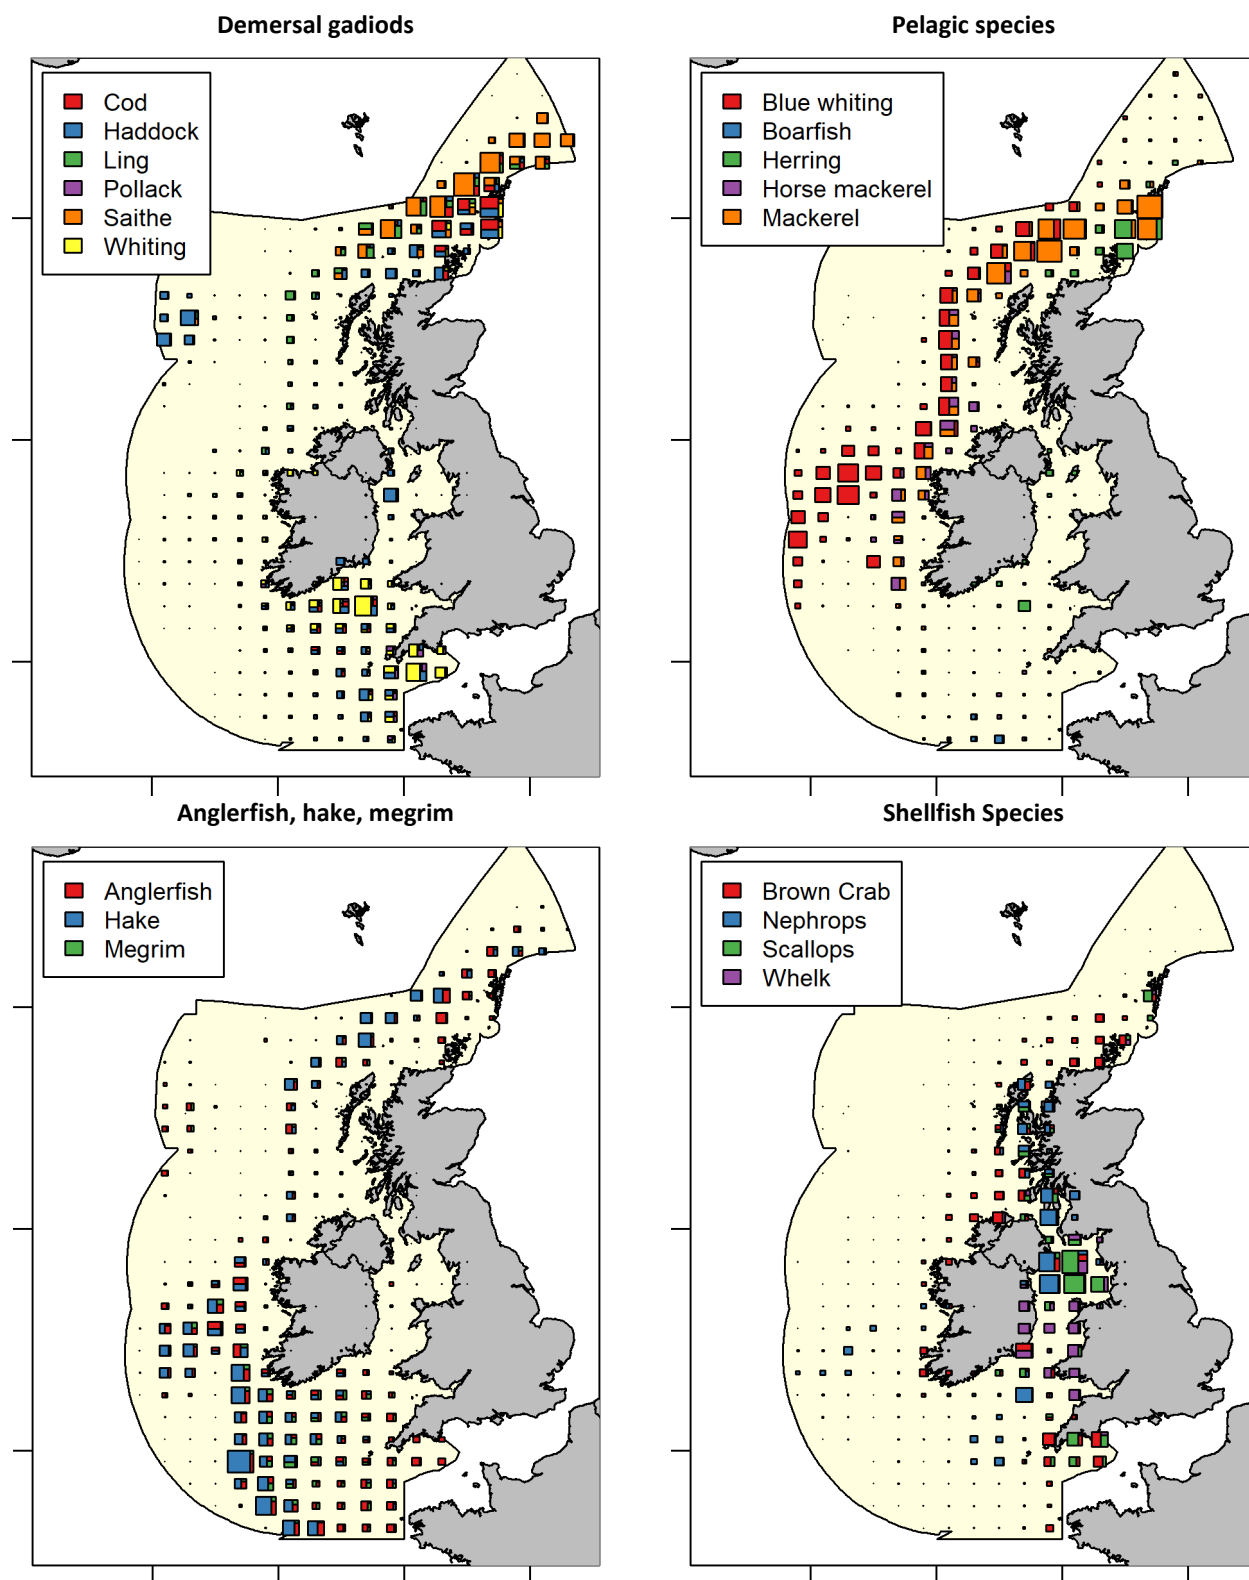 Demersal gadiods
Cod
Haddock
Ling
Pollack
Saithe
Whiting
Pelagic species
Blue whiting
Boarfish
Herring
Horse mackerel
Mackerel
Anglerfish, hake, megrim
Anglerfish
Hake
Megrim
Shellfish Species
Brown Crab
Nephrops
Scallops
Whelk